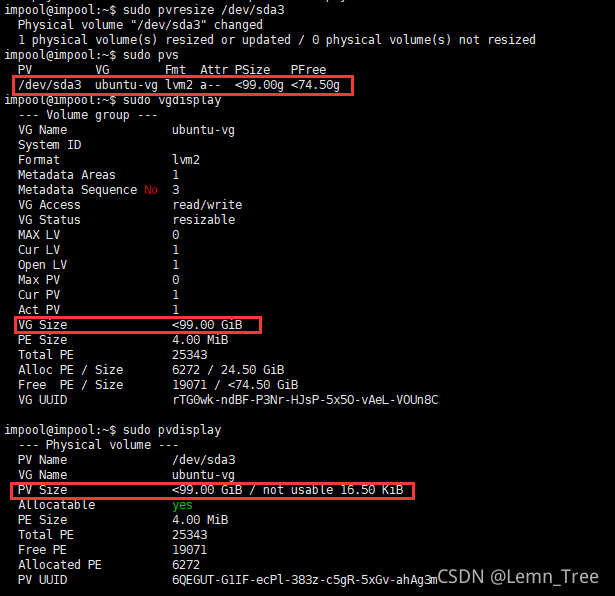 impool@impool:~$ sudo pvresize /dev/sda3
  Physical volume "/dev/sda3" changed
  1 physical volume(s) resized or updated / 0 physical volume(s) not resized
impool@impool:~$ sudo pvs
  PV         VG        Fmt  Attr PSize   PFree
  /dev/sda3  ubuntu-vg lvm2 a--  <99.00g <74.50g
impool@impool:~$ sudo vgdisplay
  --- Volume group ---
  VG Name               ubuntu-vg
  System ID
  Format                lvm2
  Metadata Areas        1
  Metadata Sequence No  3
  VG Access             read/write
  VG Status             resizable
  MAX LV                0
  Cur LV                1
  Open LV               1
  Max PV                0
  Cur PV                1
  Act PV                1
  VG Size               <99.00 GiB
  PE Size               4.00 MiB
  Total PE              25343
  Alloc PE / Size       6272 / 24.50 GiB
  Free  PE / Size       19071 / <74.50 GiB
  VG UUID               rTG0wk-ndBF-P3Nr-HJsP-5x5O-vAeL-VOUn8C
impool@impool:~$ sudo pvdisplay
  --- Physical volume ---
  PV Name               /dev/sda3
  VG Name               ubuntu-vg
  PV Size               <99.00 GiB / not usable 16.50 KiB
  Allocatable           yes
  PE Size               4.00 MiB
  Total PE              25343
  Free PE               19071
  Allocated PE          6272
  PV UUID               6QEGUT-G1IF-ecPl-383z-c5gR-5xGv-ahAg3m
CSDN @Lemn_Tree